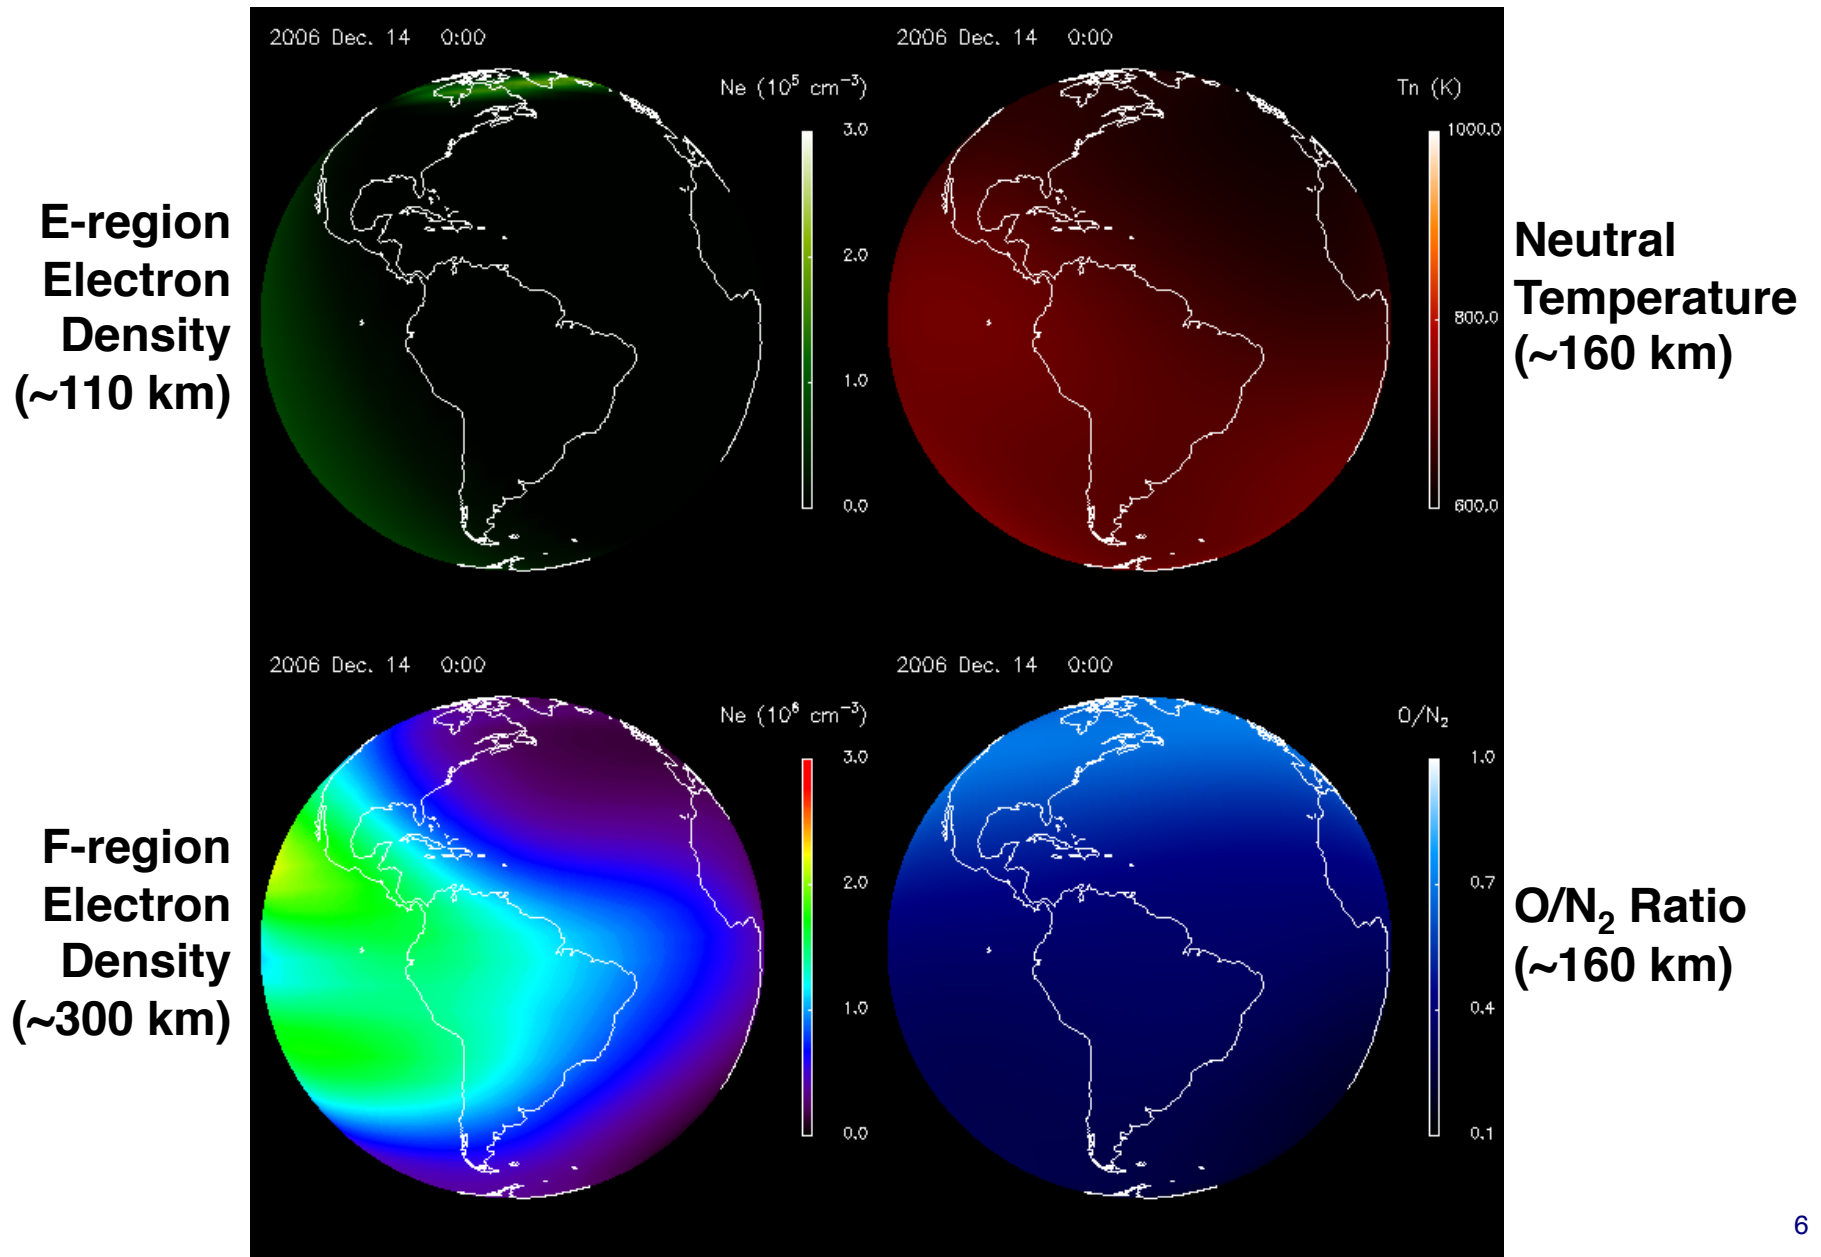 2006 Dec. 14 0:00
Ne (10⁵ cm⁻³)
3.0
2.0
1.0
0.0
E-region
Electron
Density
(~110 km)
2006 Dec. 14 0:00
Tn (K)
1000.0
800.0
600.0
Neutral
Temperature
(~160 km)
2006 Dec. 14 0:00
Ne (10⁶ cm⁻³)
3.0
2.0
1.0
0.0
F-region
Electron
Density
(~300 km)
2006 Dec. 14 0:00
O/N₂
1.0
0.7
0.4
0.1
O/N₂ Ratio
(~160 km)
6